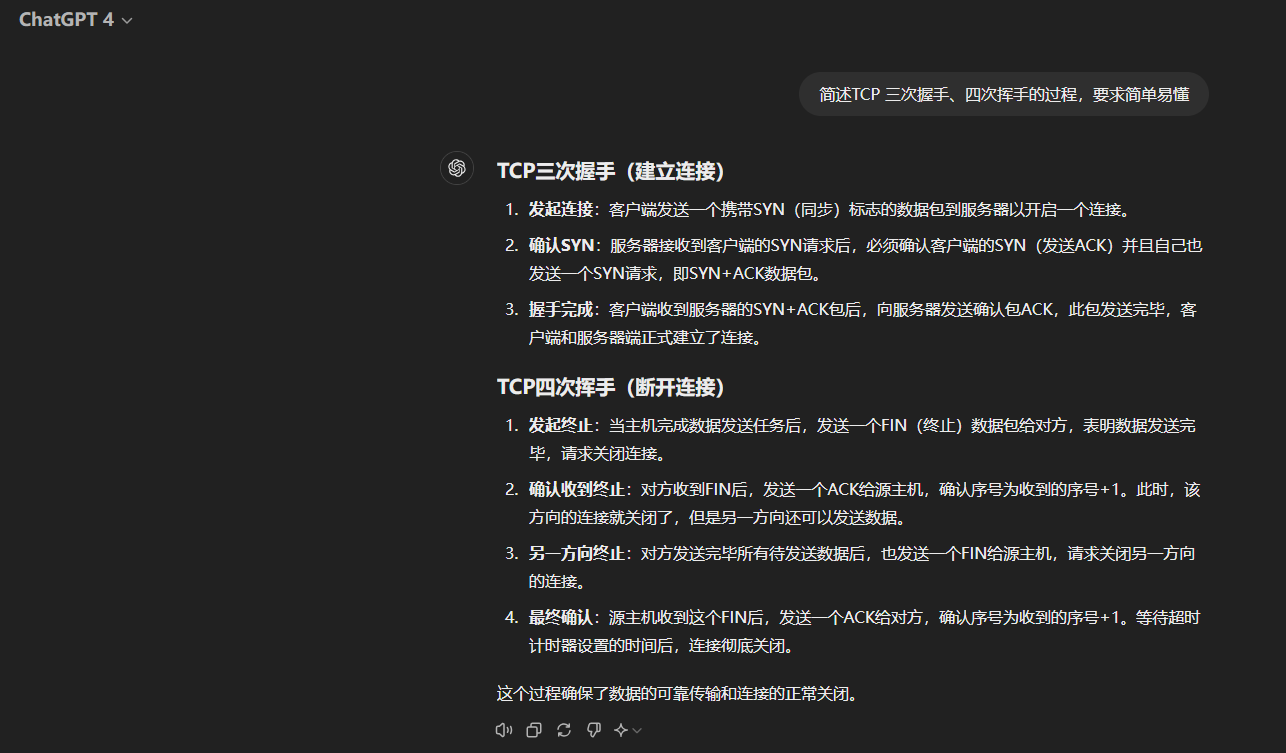 ChatGPT 4
简述TCP 三次握手、四次挥手的过程，要求简单易懂
TCP三次握手（建立连接）
1. 发起连接：客户端发送一个携带SYN（同步）标志的数据包到服务器以开启一个连接。
2. 确认SYN：服务器接收到客户端的SYN请求后，必须确认客户端的SYN（发送ACK）并且自己也
发送一个SYN请求，即SYN+ACK数据包。
3. 握手完成：客户端收到服务器的SYN+ACK包后，向服务器发送确认包ACK，此包发送完毕，客
户端和服务器端正式建立了连接。
TCP四次挥手（断开连接）
1. 发起终止：当主机完成数据发送任务后，发送一个FIN（终止）数据包给对方，表明数据发送完
毕，请求关闭连接。
2. 确认收到终止：对方收到FIN后，发送一个ACK给源主机，确认序号为收到的序号+1。此时，该
方向的连接就关闭了，但是另一方向还可以发送数据。
3. 另一方向终止：对方发送完毕所有待发送数据后，也发送一个FIN给源主机，请求关闭另一方向
的连接。
4. 最终确认：源主机收到这个FIN后，发送一个ACK给对方，确认序号为收到的序号+1。等待超时
计时器设置的时间后，连接彻底关闭。
这个过程确保了数据的可靠传输和连接的正常关闭。